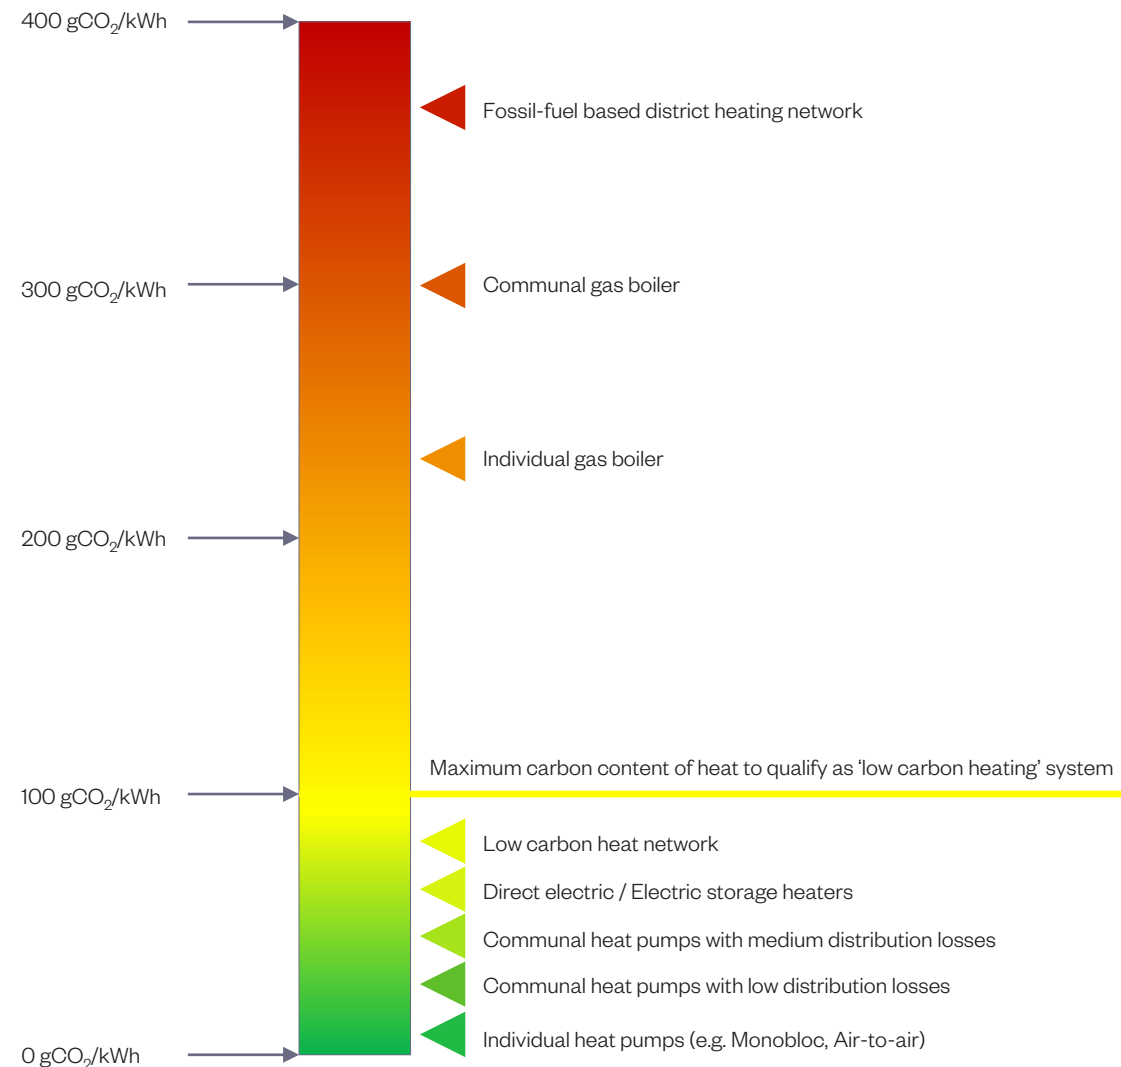 400 gCO₂/kWh
Fossil-fuel based district heating network
300 gCO₂/kWh
Communal gas boiler
Individual gas boiler
200 gCO₂/kWh
Maximum carbon content of heat to qualify as ‘low carbon heating’ system
100 gCO₂/kWh
Low carbon heat network
Direct electric / Electric storage heaters
Communal heat pumps with medium distribution losses
Communal heat pumps with low distribution losses
Individual heat pumps (e.g. Monobloc, Air-to-air)
0 gCO₂/kWh